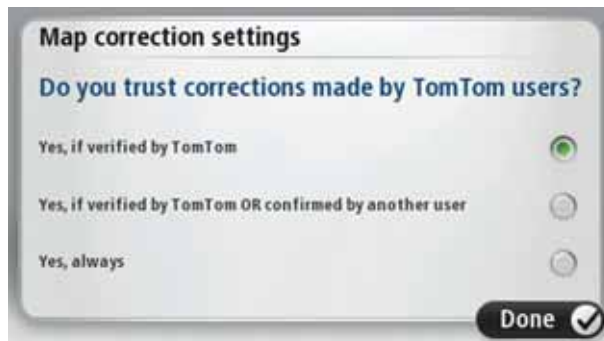 Map correction settings
Do you trust corrections made by TomTom users?
Yes, if verified by TomTom
Yes, if verified by TomTom OR confirmed by another user
Yes, always
Done